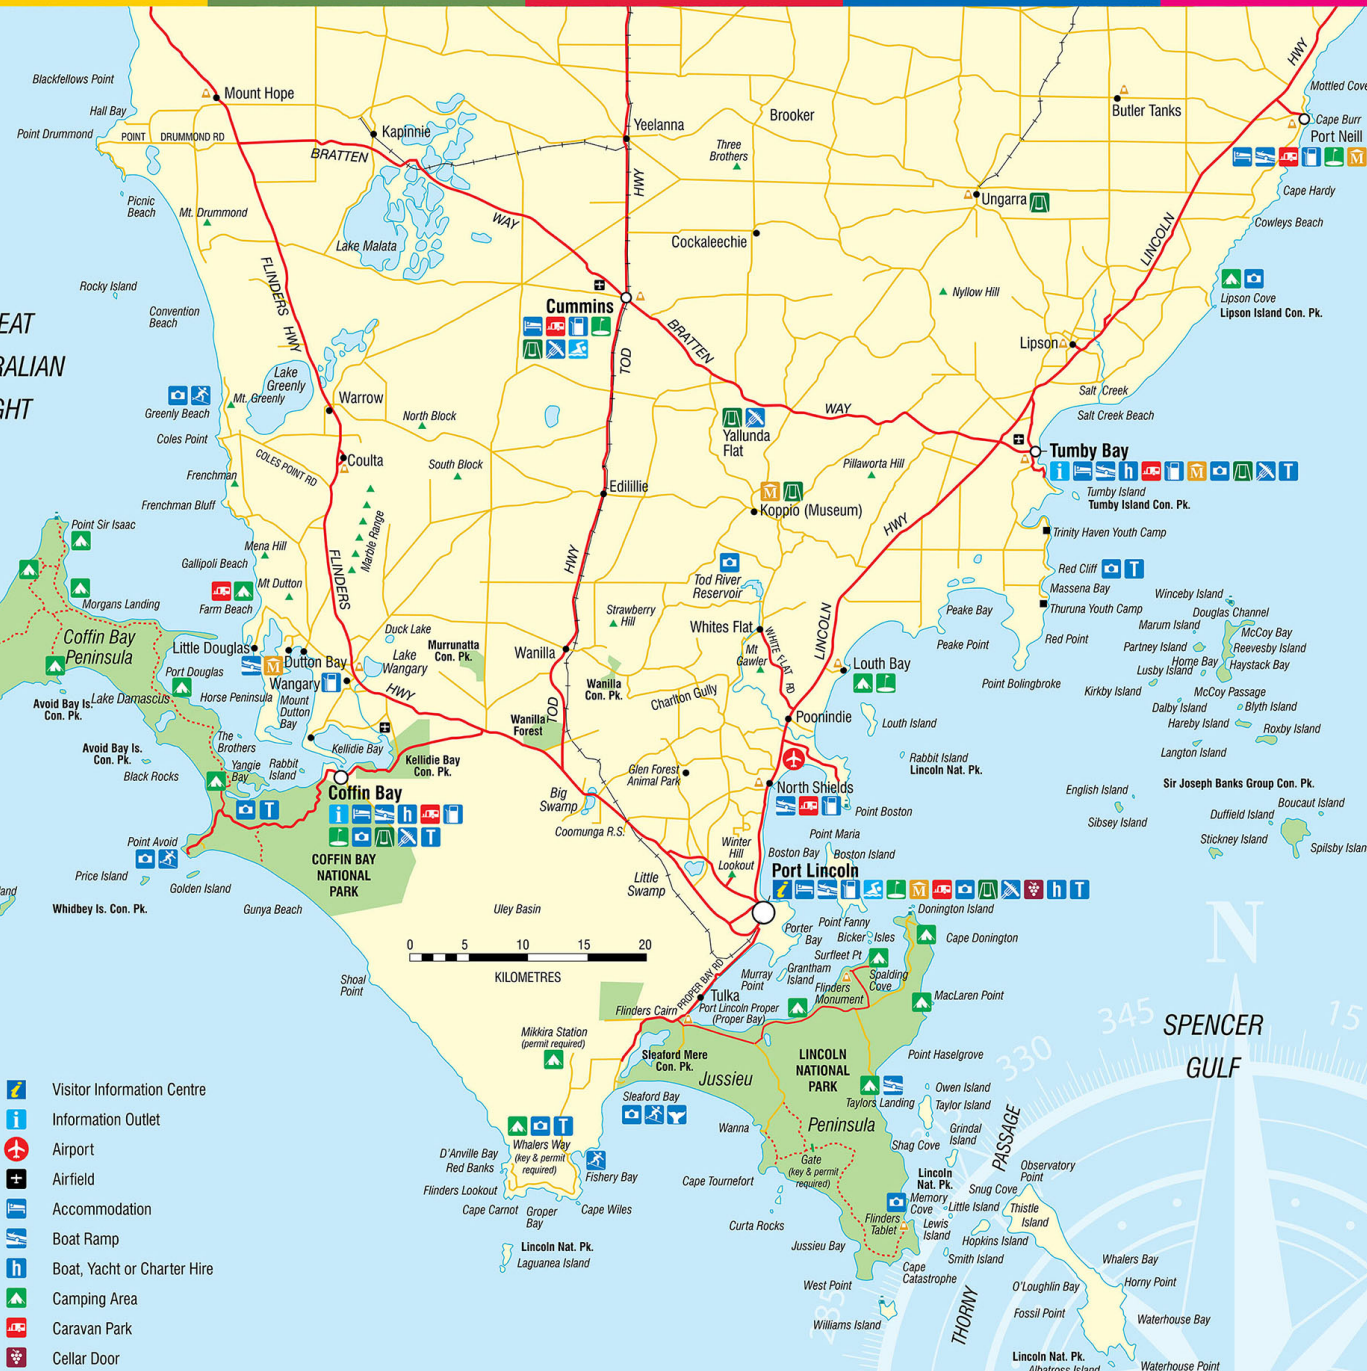 HWY
Blackfellows Point
Mount Hope
Mottled Cove
Hall Bay
Butler Tanks
Brooker
Cape Burr
Point Drummond
POINT DRUMMOND RD
Kapinnie
Yeelanna
Port Neill
BRATTEN
Three
Brothers
HWY
Cape Hardy
Picnic
Beach
Mt. Drummond
WAY
Ungarra
Cowleys Beach
Lake Malata
Cockaleechie
LINCOLN
FLINDERS HWY
Rocky Island
Nyllow Hill
Lipson Cove
Lipson Island Con. Pk.
Convention
Beach
Cummins
EAT
RALIAN
GHT
BRATTEN
TOD
Lipson
Lake
Greenly
Mt. Greenly
Warrow
Salt Creek
Greenly Beach
North Block
WAY
Salt Creek Beach
Coles Point
Yallunda
Flat
Tumby Bay
COLES POINT RD
Coulta
South Block
Pillaworta Hill
Frenchman
Edilillie
Tumby Island
Tumby Island Con. Pk.
Frenchman Bluff
Koppio (Museum)
Point Sir Isaac
Marble Range
HWY
Trinity Haven Youth Camp
Mena Hill
Gallipoli Beach
HWY
FLINDERS
Red Cliff
Mt Dutton
Tod River
Reservoir
Massena Bay
Winceby Island
Morgans Landing
Farm Beach
Strawberry
Hill
Peake Bay
Thuruna Youth Camp
Douglas Channel
Coffin Bay
Peninsula
Duck Lake
Whites Flat
LINCOLN
Marum Island
McCoy Bay
Little Douglas
Murrunatta
Con. Pk.
Wanilla
WHITE FLAT RD
Peake Point
Red Point
Partney Island
Reevesby Island
Dutton Bay
Lake
Wangary
Mt
Gawler
Louth Bay
Home Bay
Haystack Bay
Port Douglas
Lusby Island
Wangary
Wanilla
Con. Pk.
Point Bolingbroke
Kirkby Island
McCoy Passage
Avoid Bay Is.
Con. Pk.
Lake Damascus
Horse Peninsula
Mount
Dutton
Bay
HWY
TOD
Charlton Gully
Dalby Island
Blyth Island
Wanilla
Forest
Poonindie
Louth Island
Hareby Island
Roxby Island
Avoid Bay Is.
Con. Pk.
The
Brothers
Kellidie Bay
Langton Island
Yangie
Bay
Rabbit
Island
Kellidie Bay
Con. Pk.
Rabbit Island
Lincoln Nat. Pk.
Black Rocks
Glen Forest
Animal Park
Sir Joseph Banks Group Con. Pk.
Coffin Bay
Big
Swamp
North Shields
English Island
Boucaut Island
Coomunga R.S.
Point Boston
Sibsey Island
Duffield Island
Point Avoid
Winter
Hill
Lookout
Point Maria
Stickney Island
Spilsby Islan
COFFIN BAY
NATIONAL
PARK
Boston Bay
Boston Island
Price Island
Port Lincoln
land
Golden Island
Little
Swamp
Whidbey Is. Con. Pk.
Gunya Beach
Uley Basin
Donington Island
N
Point Fanny
Porter
Bay
Bicker Isles
Cape Donington
0 5 10 15 20
KILOMETRES
Surfleet Pt
PROPER BAY RD
Shoal
Point
Murray
Point
Grantham
Island
Spalding
Cove
Flinders
Monument
Tulka
MacLaren Point
Flinders Cairn
Port Lincoln Proper
(Proper Bay)
345
15
SPENCER
GULF
Mikkira Station
(permit required)
330
Sleaford Mere
Con. Pk.
LINCOLN
NATIONAL
PARK
Point Haselgrove
Jussieu
Visitor Information Centre
Owen Island
Sleaford Bay
Taylors Landing
Taylor Island
Information Outlet
Peninsula
PASSAGE
Wanna
Grindal
Island
Airport
Whalers Way
(key & permit
required)
Shag Cove
D'Anville Bay
Red Banks
Gate
(key & permit
required)
Lincoln
Nat. Pk.
Observatory
Point
Airfield
Fishery Bay
Cape Tournefort
Snug Cove
Flinders Lookout
Memory
Cove
Little Island
Accommodation
Cape Carnot
Groper
Bay
Cape Wiles
Flinders
Tablet
Thistle
Island
Curta Rocks
Lewis
Island
Boat Ramp
Hopkins Island
Lincoln Nat. Pk.
Laguanea Island
Jussieu Bay
Smith Island
Whalers Bay
Boat, Yacht or Charter Hire
Cape
Catastrophe
West Point
O'Loughlin Bay
Horny Point
Camping Area
285
THORNY
Fossil Point
Waterhouse Bay
Williams Island
Caravan Park
Cellar Door
Lincoln Nat. Pk.
Albatross Island
Waterhouse Point